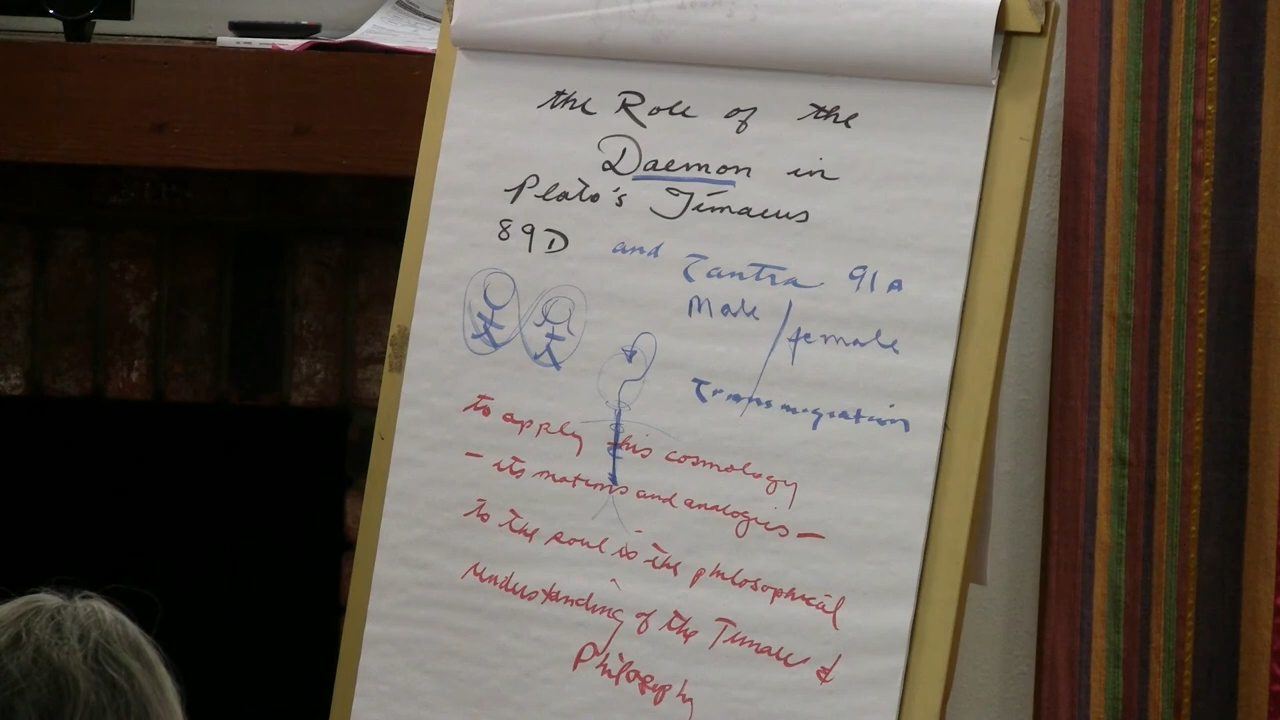 the Role of the
Daemon in
Plato's Timaeus
89D and Tantra 91A
Male / female
Transmigration
to apply this cosmology
- its motions and analogies -
to the soul is the philosophical
understanding of the Timaeus &
Philosophy